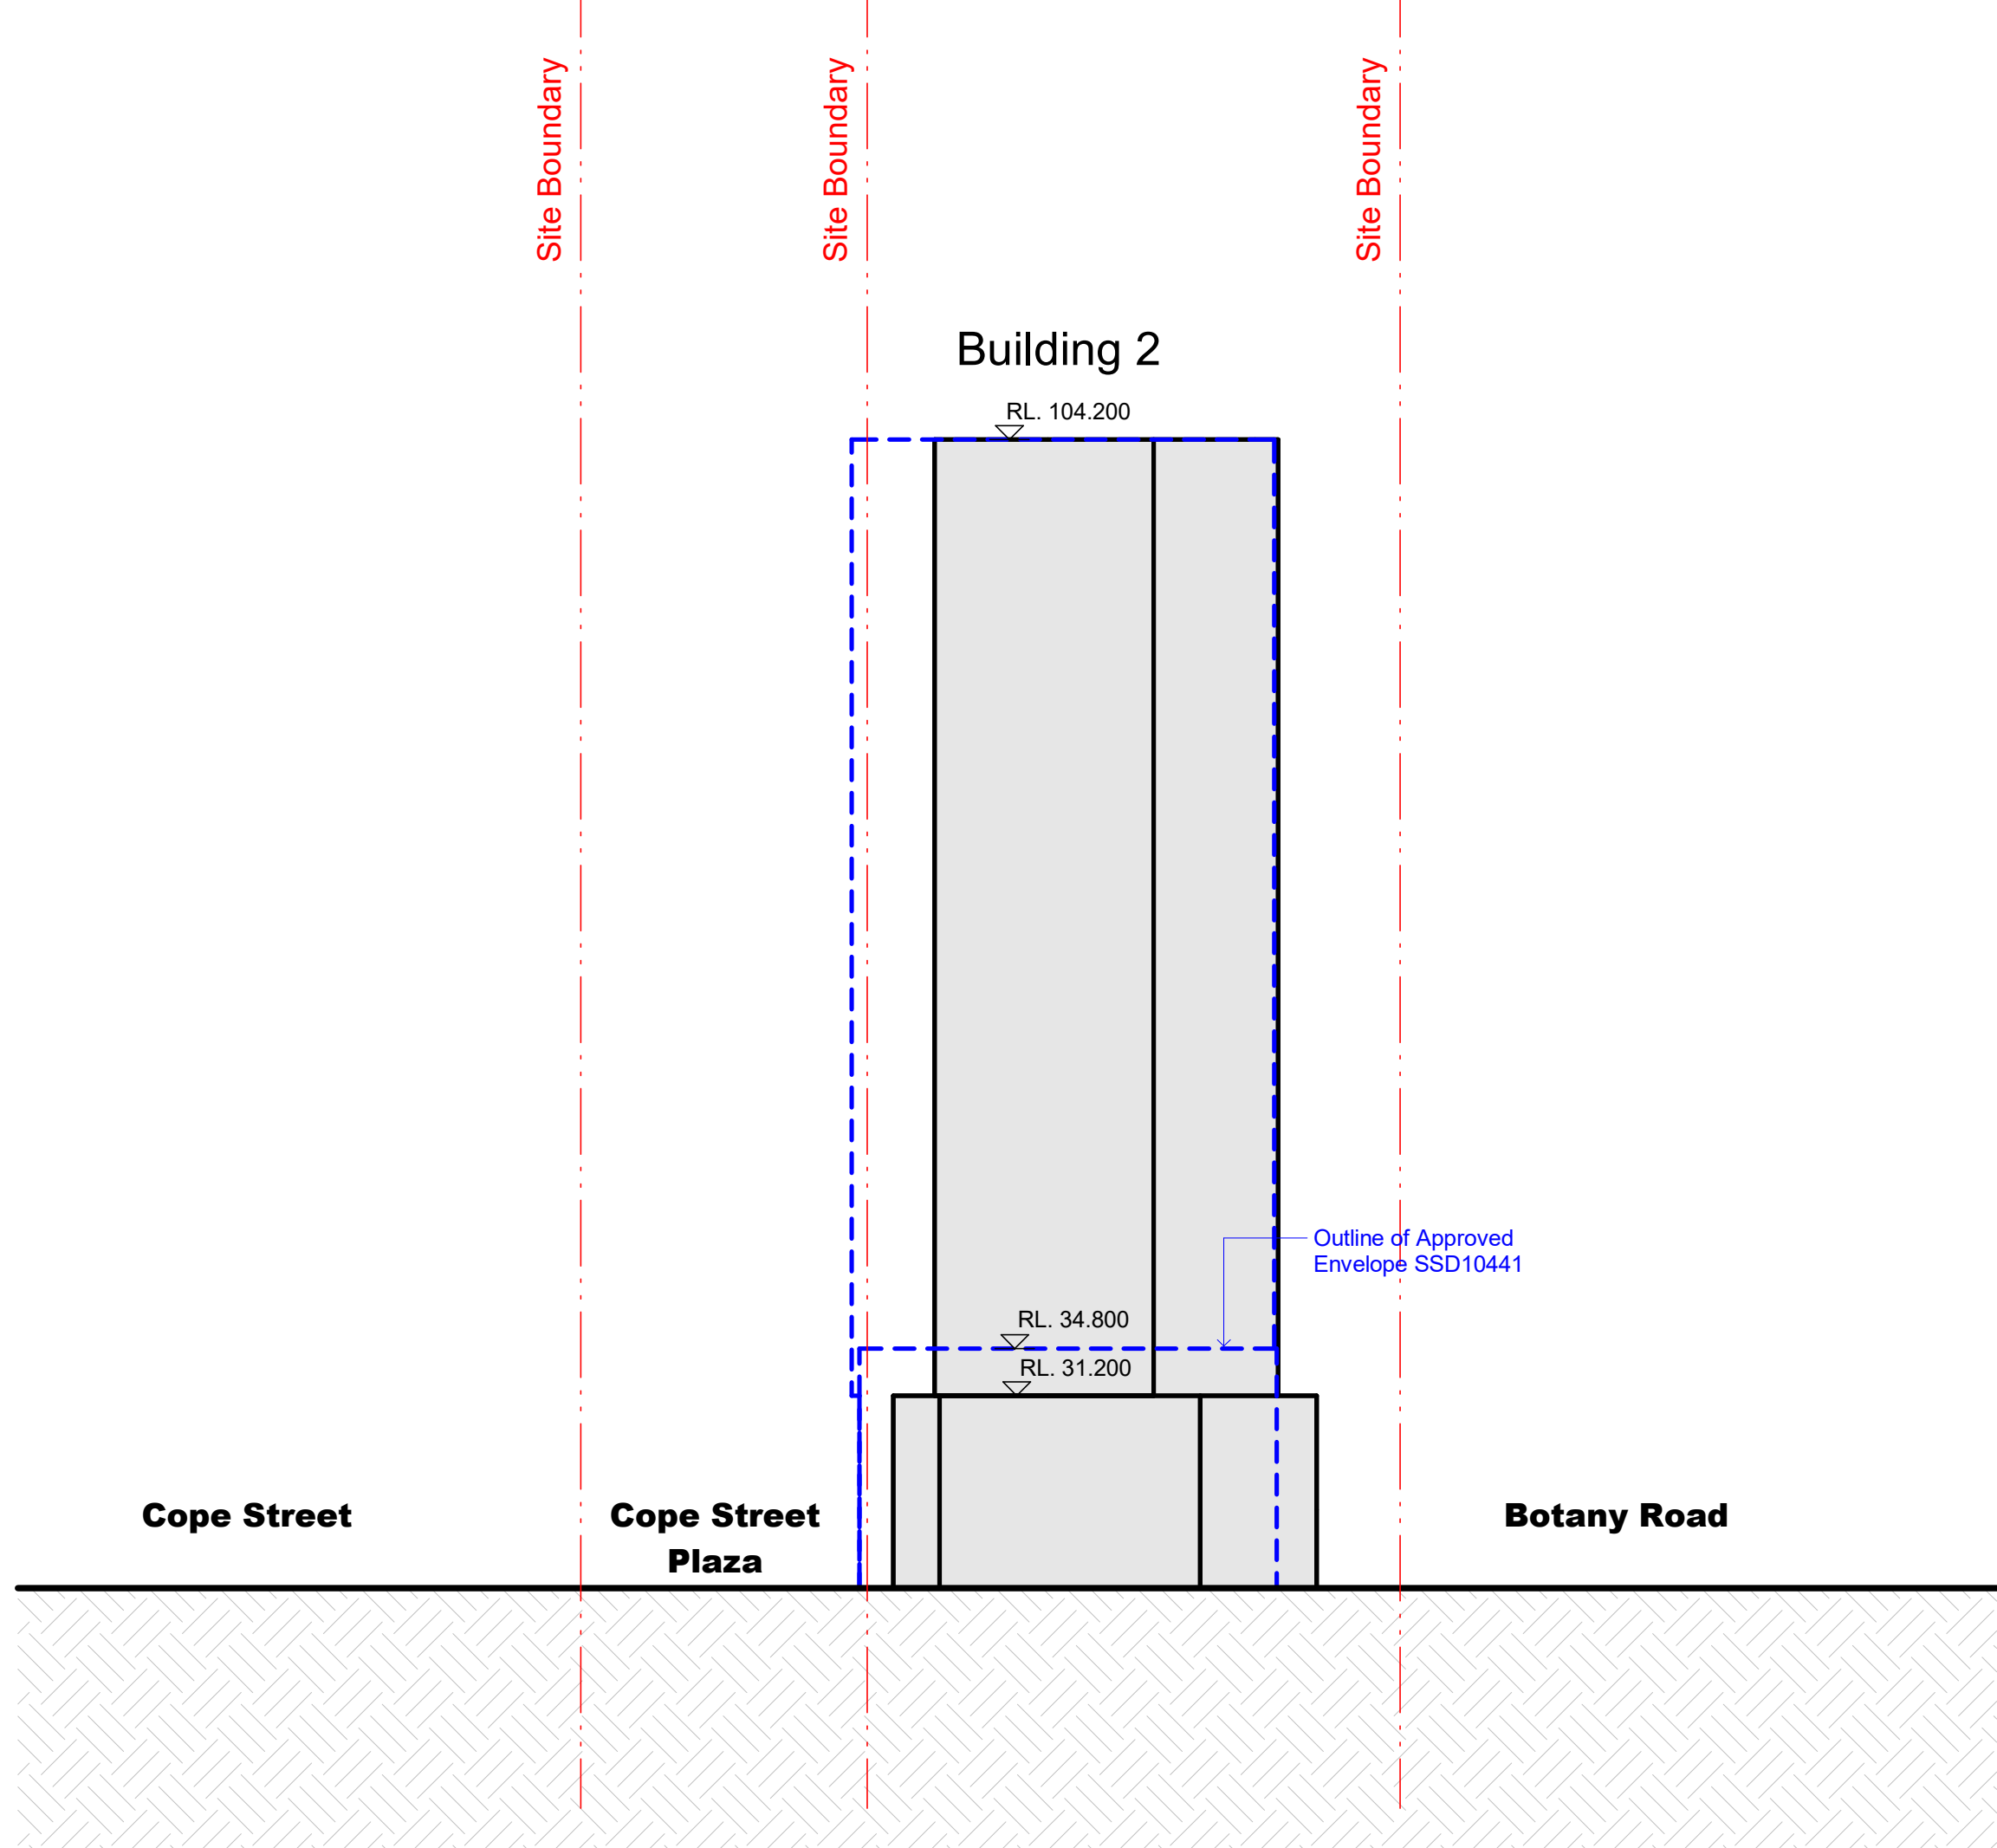 Site Boundary
Site Boundary
Site Boundary
Building 2
RL. 104.200
Outline of Approved
Envelope SSD10441
RL. 34.800
RL. 31.200
Cope Street
Cope Street
Plaza
Botany Road